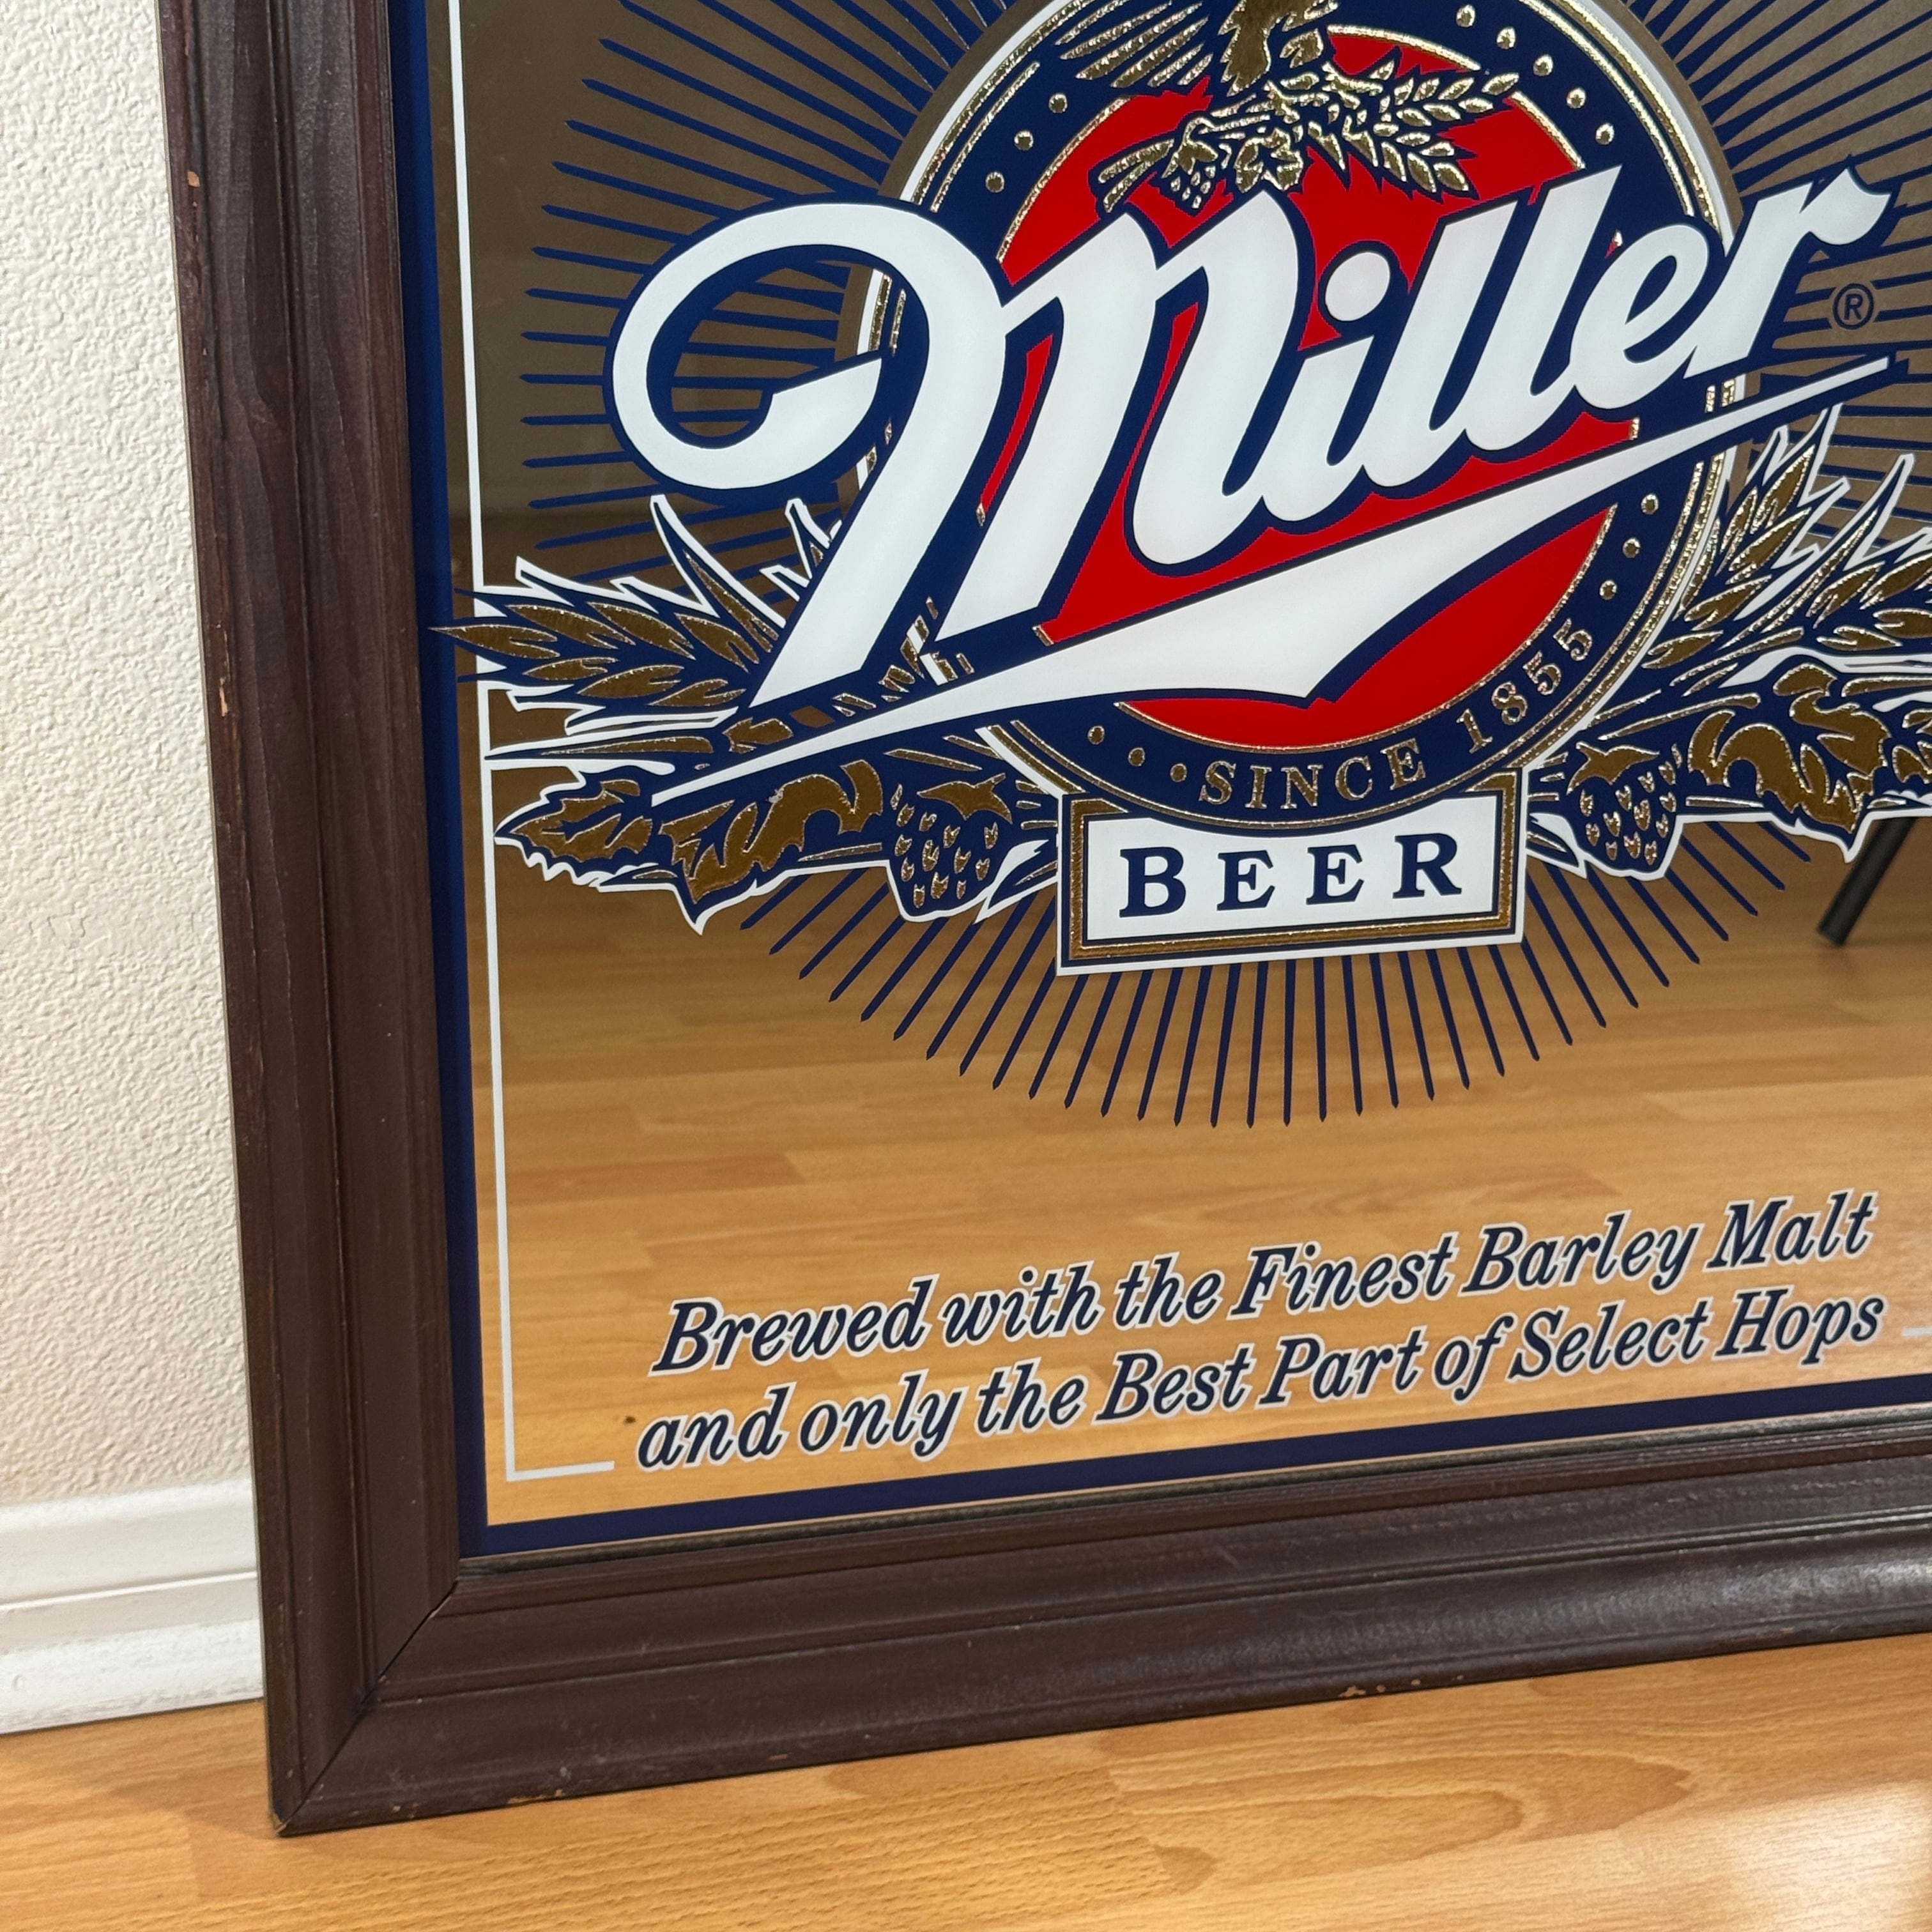 Miller®
SINCE 1855
BEER
Brewed with the Finest Barley Malt
and only the Best Part of Select Hops